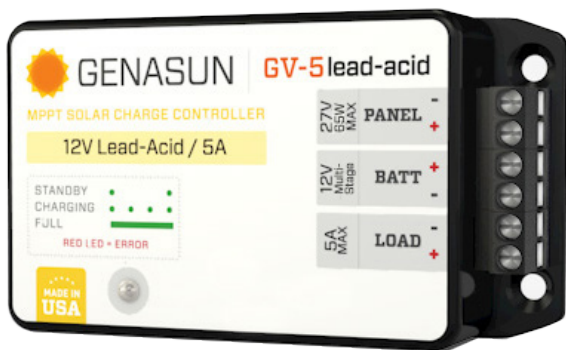 GENASUN GV-5 lead-acid
MPPT SOLAR CHARGE CONTROLLER
12V Lead-Acid / 5A
STANDBY
CHARGING
FULL
RED LED = ERROR
MADE IN
USA
27V
65W
MAX
PANEL - +
12V
Multi-
Stage
BATT + -
5A
MAX
LOAD - +